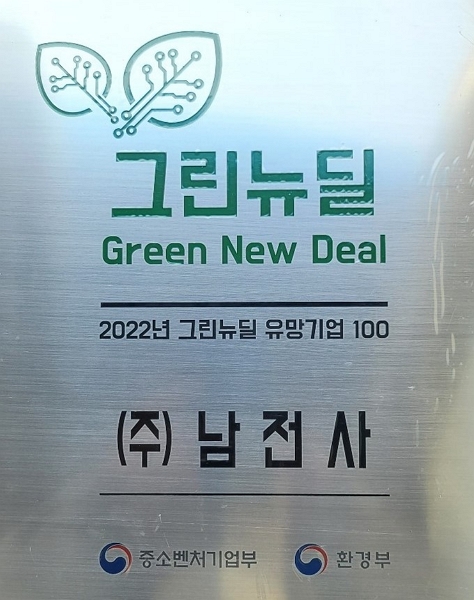 그린뉴딜
Green New Deal
2022년 그린뉴딜 유망기업 100
(주)남전사
중소벤처기업부 환경부